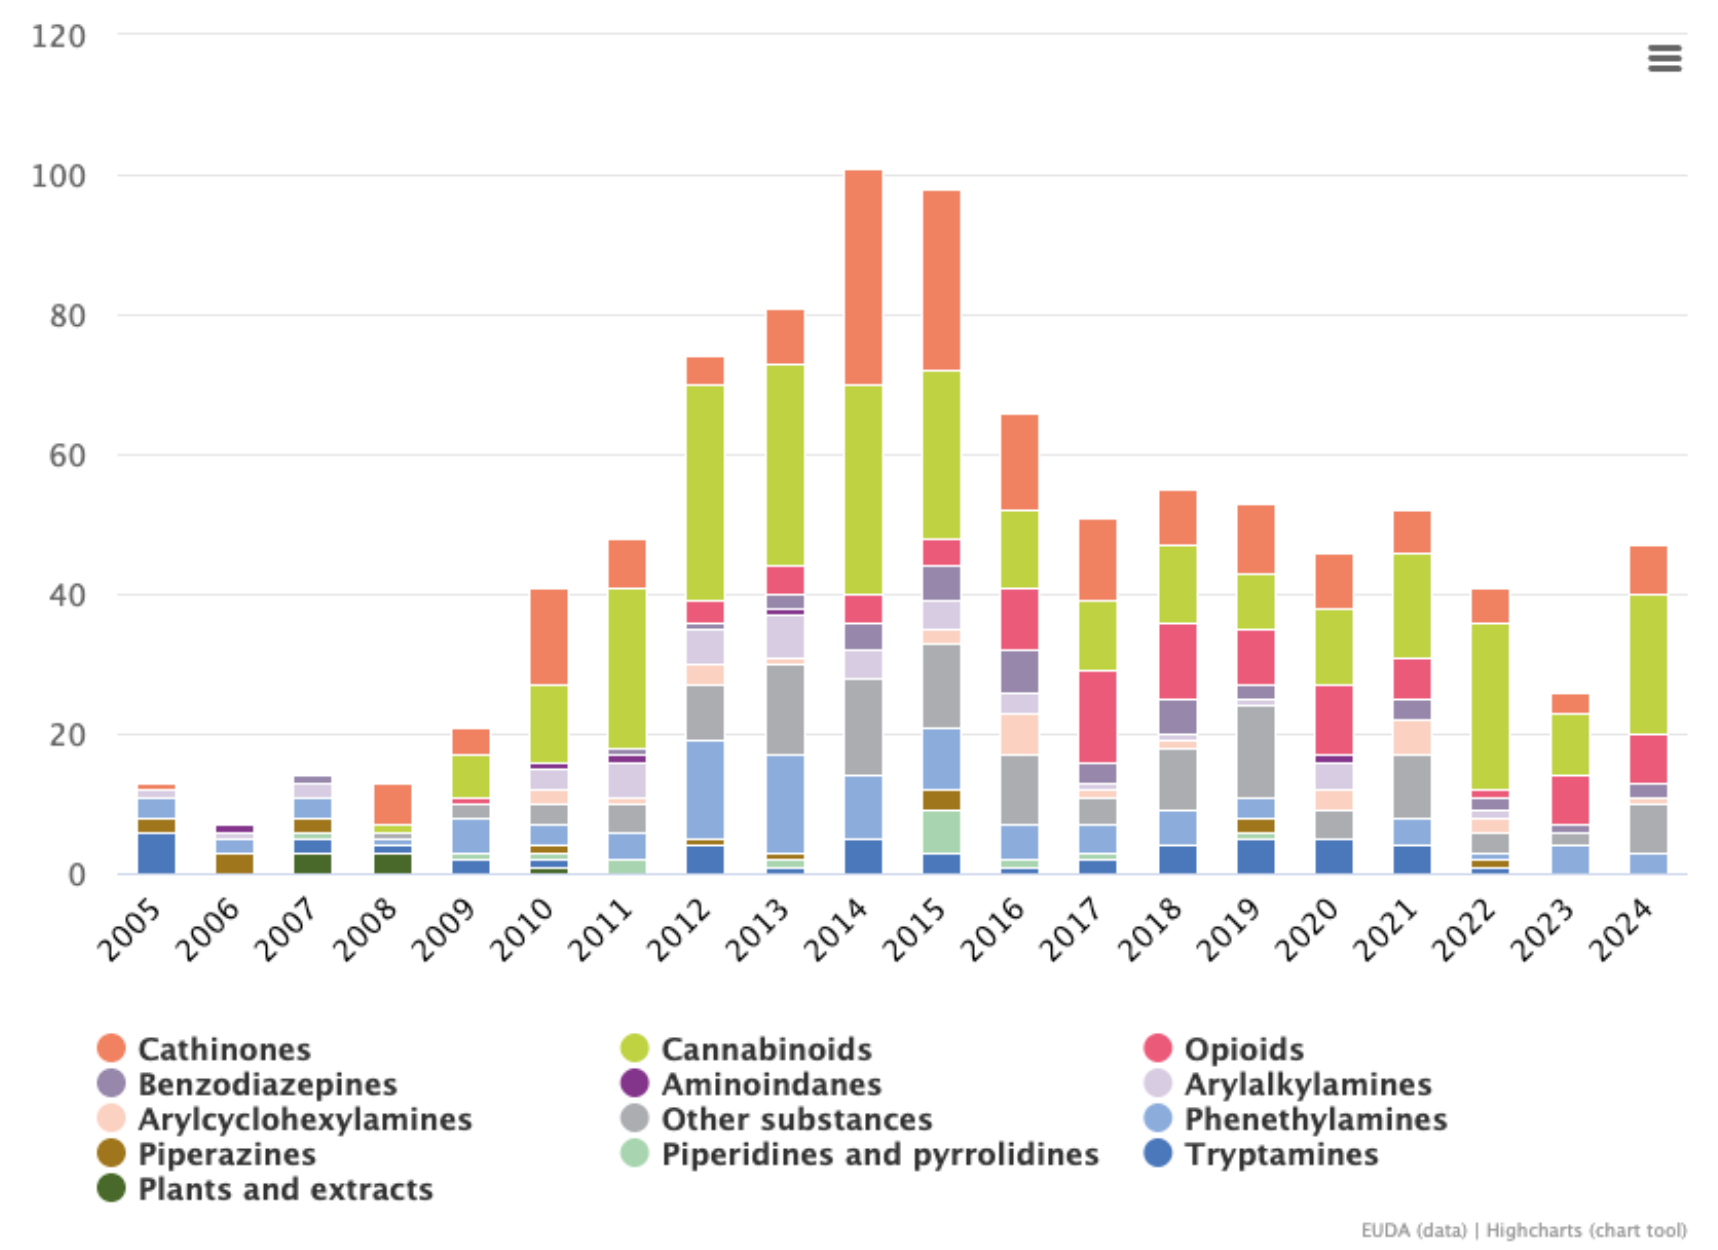 120
100
80
60
40
20
0
2005 2006 2007 2008 2009 2010 2011 2012 2013 2014 2015 2016 2017 2018 2019 2020 2021 2022 2023 2024
Cathinones Cannabinoids Opioids
Benzodiazepines Aminoindanes Arylalkylamines
Arylcyclohexylamines Other substances Phenethylamines
Piperazines Piperidines and pyrrolidines Tryptamines
Plants and extracts
EUDA (data) | Highcharts (chart tool)